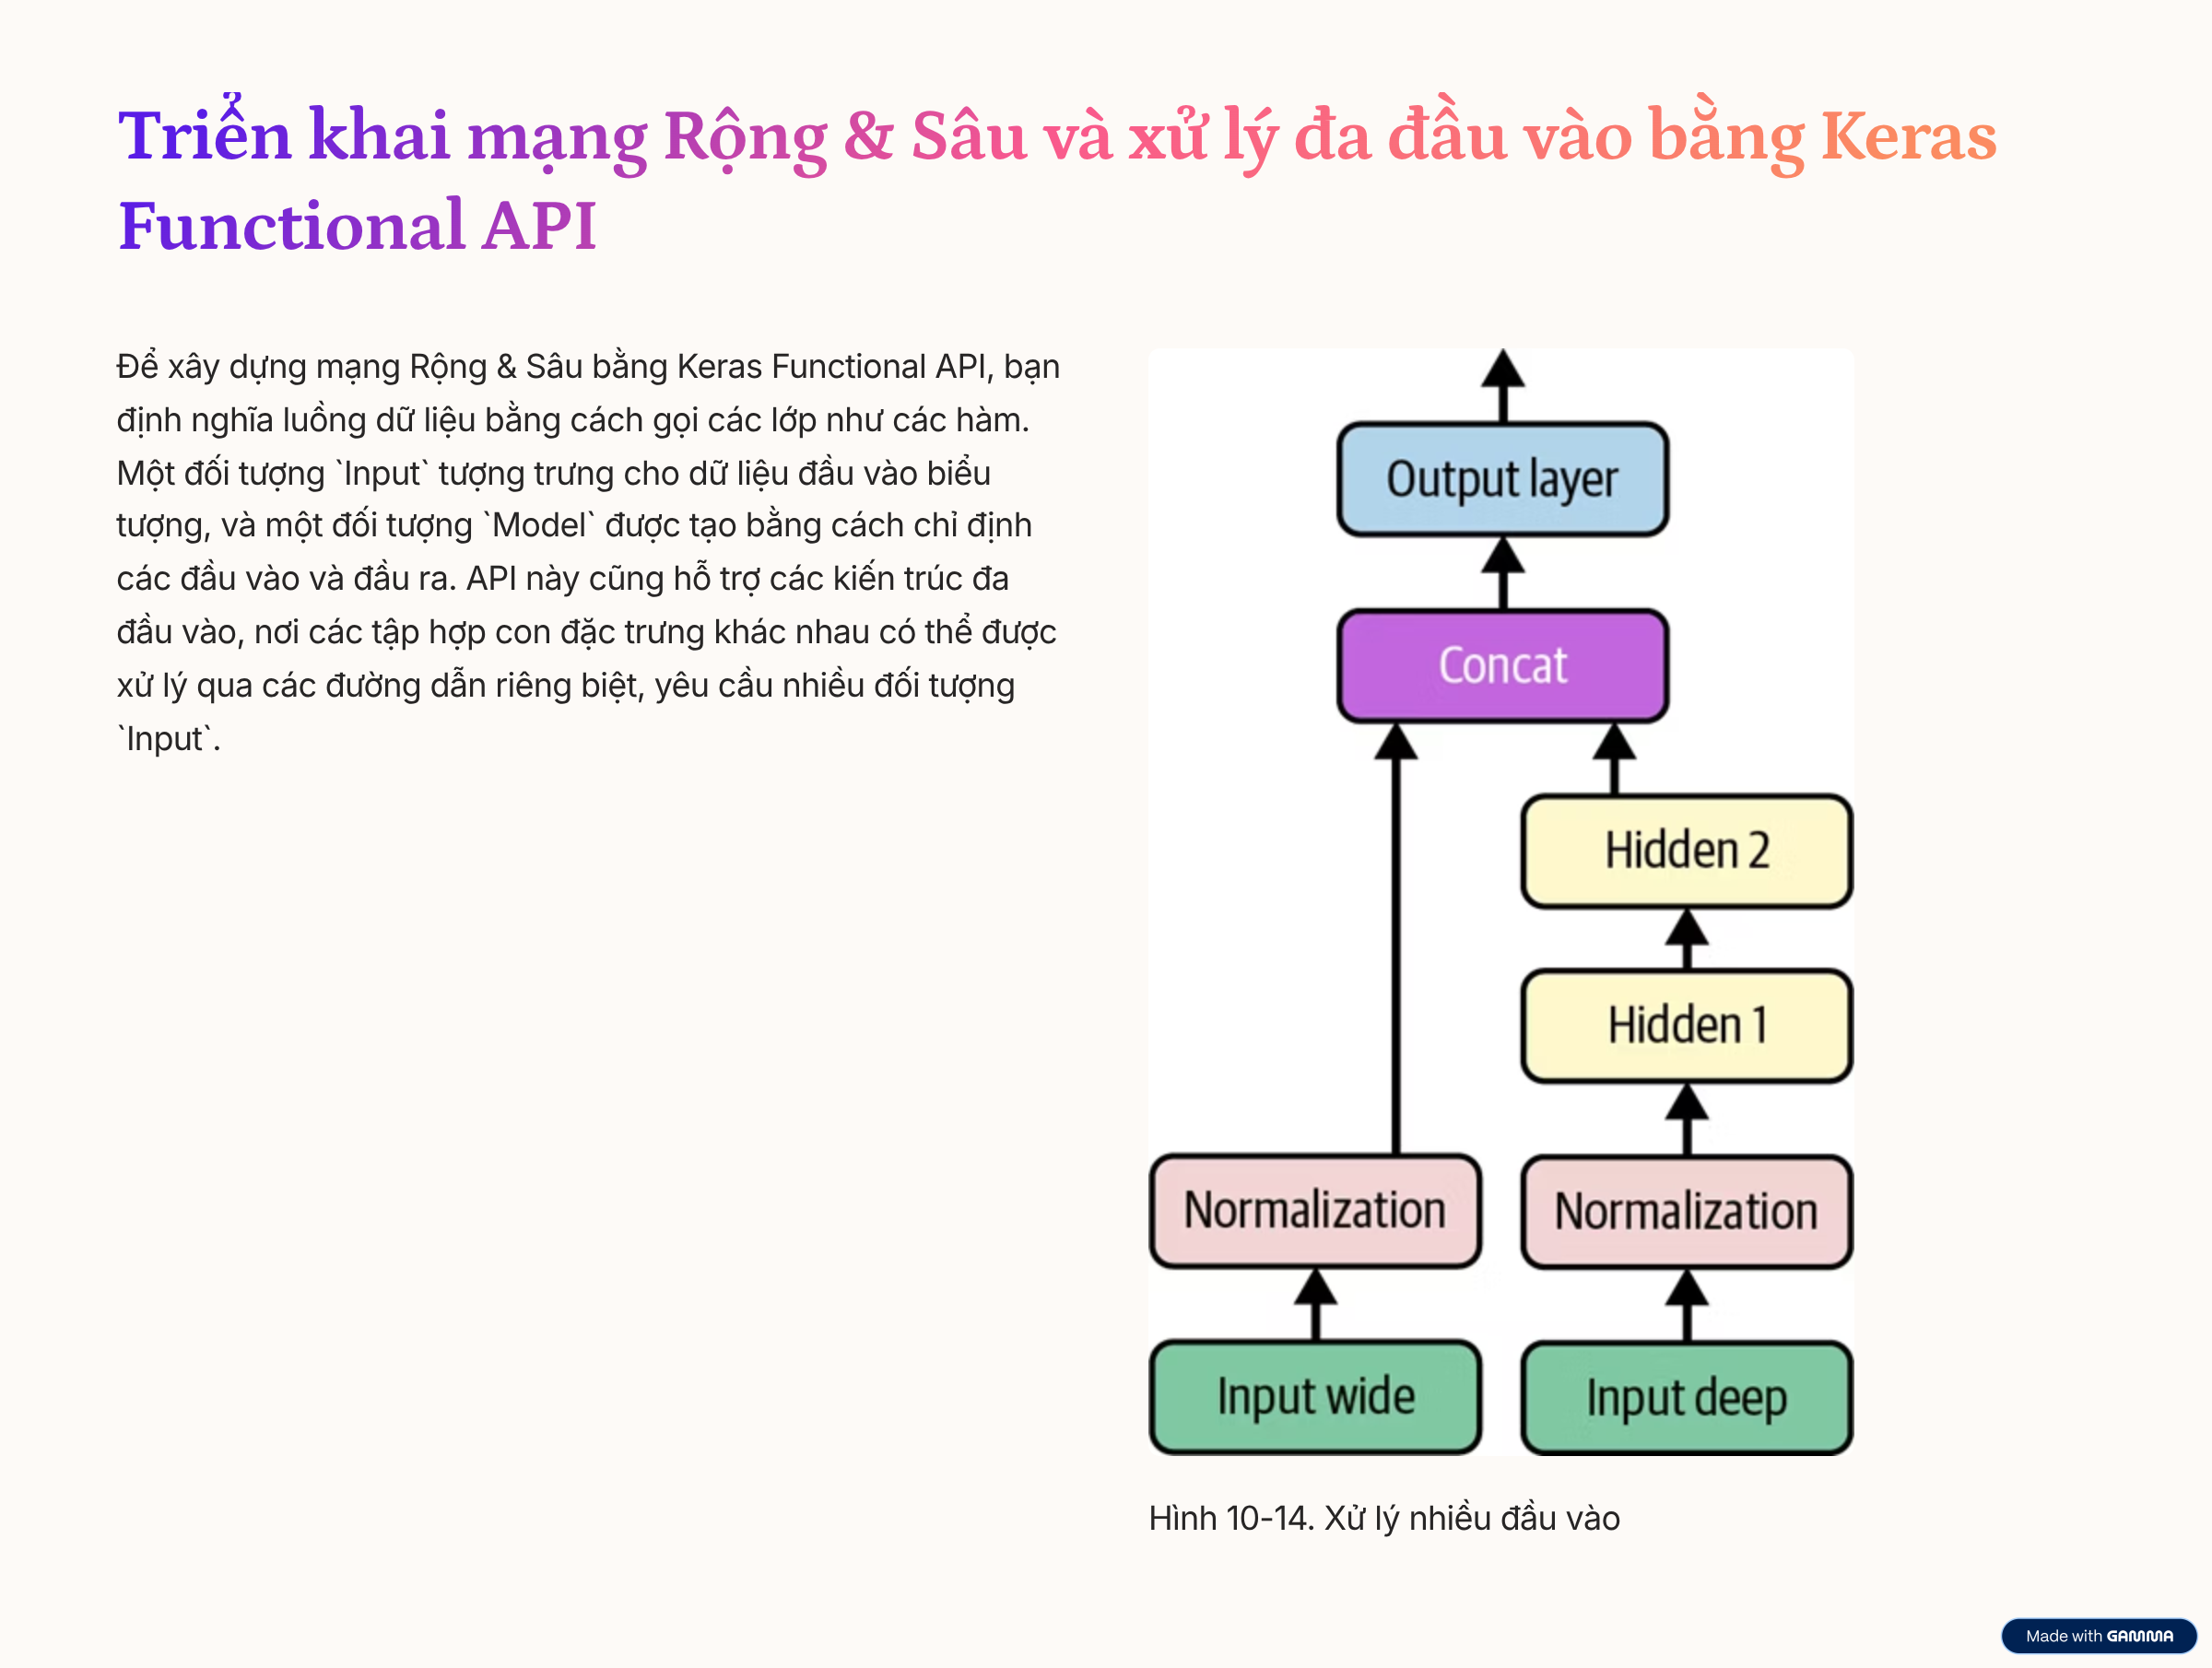 Triển khai mạng Rộng & Sâu và xử lý đa đầu vào bằng Keras
Functional API
Để xây dựng mạng Rộng & Sâu bằng Keras Functional API, bạn
định nghĩa luồng dữ liệu bằng cách gọi các lớp như các hàm.
Một đối tượng `Input` tượng trưng cho dữ liệu đầu vào biểu
tượng, và một đối tượng `Model` được tạo bằng cách chỉ định
các đầu vào và đầu ra. API này cũng hỗ trợ các kiến trúc đa
đầu vào, nơi các tập hợp con đặc trưng khác nhau có thể được
xử lý qua các đường dẫn riêng biệt, yêu cầu nhiều đối tượng
`Input`.
Output layer
Concat
Hidden 2
Hidden 1
Normalization
Normalization
Input wide
Input deep
Hình 10-14. Xử lý nhiều đầu vào
Made with GAMMA